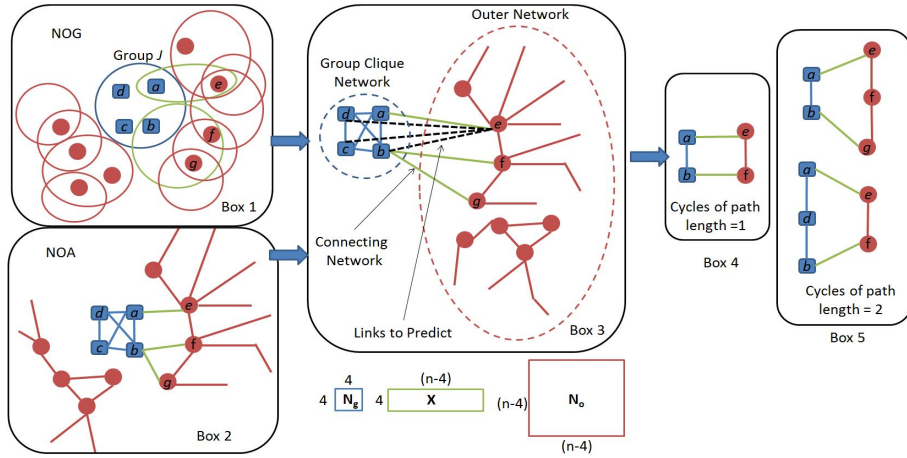 NOG
Group J
d
a
c
b
e
f
g
Box 1
NOA
d
a
c
b
e
f
g
Box 2
Outer Network
Group Clique
Network
d
a
c
b
e
f
g
Connecting
Network
Links to Predict
Box 3
4
4
Ng
4
(n-4)
X
(n-4)
No
(n-4)
a
e
b
f
Cycles of path
length =1
Box 4
e
a
f
b
g
a
e
d
f
b
Cycles of path
length = 2
Box 5